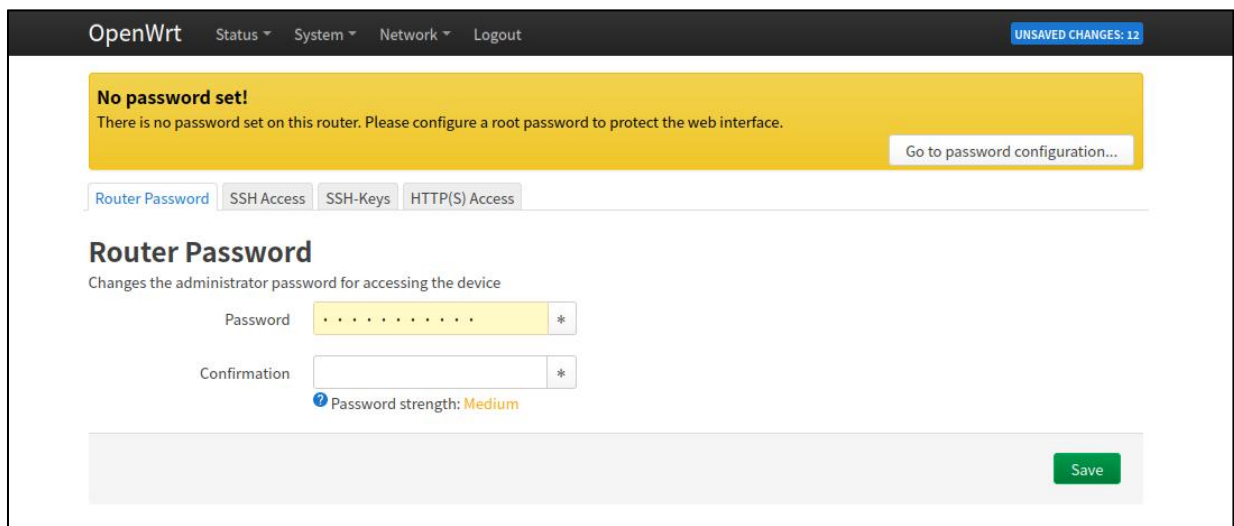 OpenWrt Status System Network Logout UNSAVED CHANGES: 12
No password set!
There is no password set on this router. Please configure a root password to protect the web interface.
Go to password configuration...
Router Password SSH Access SSH-Keys HTTP(S) Access
Router Password
Changes the administrator password for accessing the device
Password ........... *
Confirmation *
Password strength: Medium
Save